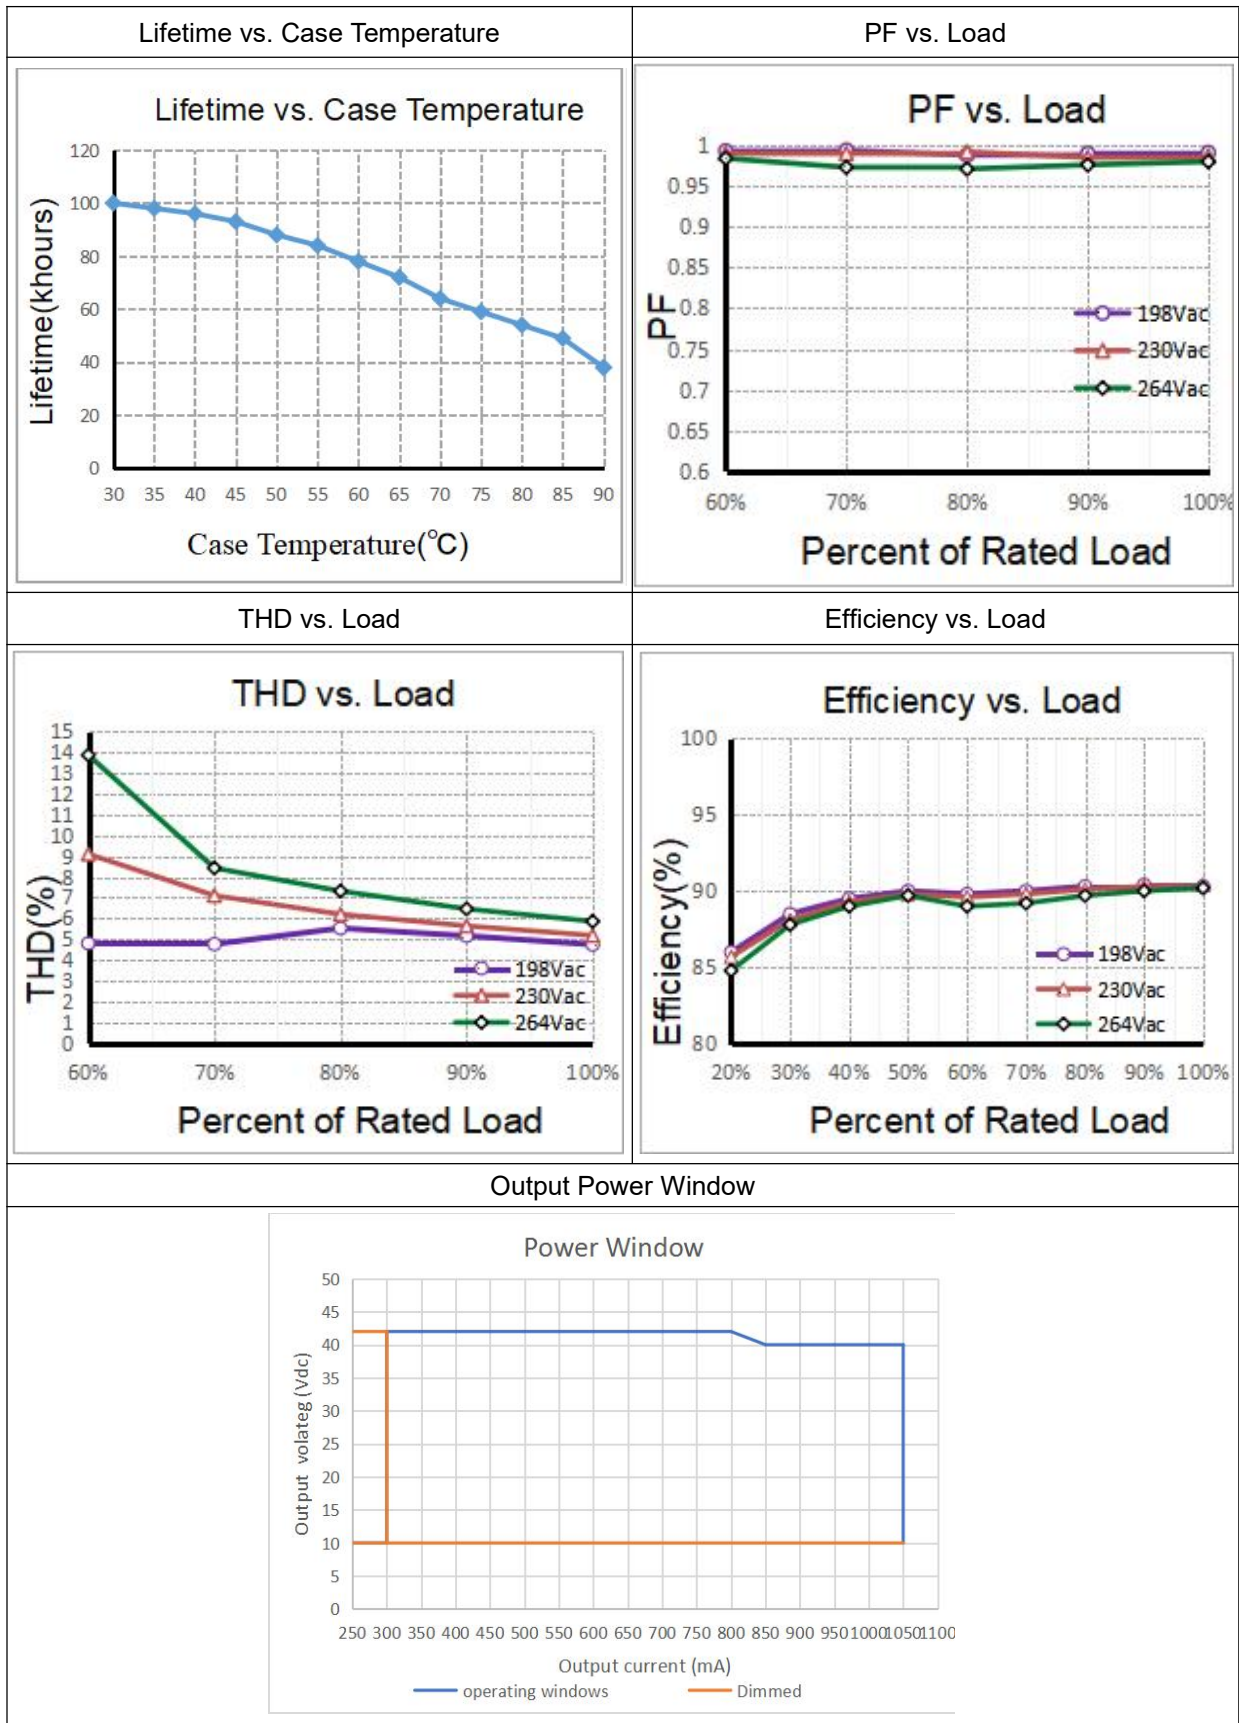 Lifetime vs. Case Temperature
PF vs. Load
Lifetime vs. Case Temperature
120
100
80
60
40
20
0
Lifetime(khours)
30 35 40 45 50 55 60 65 70 75 80 85 90
Case Temperature(℃)
PF vs. Load
1
0.95
0.9
0.85
0.8
0.75
0.7
0.65
0.6
PF
198Vac
230Vac
264Vac
60% 70% 80% 90% 100%
Percent of Rated Load
THD vs. Load
Efficiency vs. Load
THD vs. Load
15
14
13
12
11
10
9
8
7
6
5
4
3
2
1
0
THD(%)
198Vac
230Vac
264Vac
60% 70% 80% 90% 100%
Percent of Rated Load
Efficiency vs. Load
100
95
90
85
80
Efficiency(%)
198Vac
230Vac
264Vac
20% 30% 40% 50% 60% 70% 80% 90% 100%
Percent of Rated Load
Output Power Window
Power Window
50
45
40
35
30
25
20
15
10
5
0
Output volateg (Vdc)
250 300 350 400 450 500 550 600 650 700 750 800 850 900 950 1000 1050 1100
Output current (mA)
operating windows Dimmed